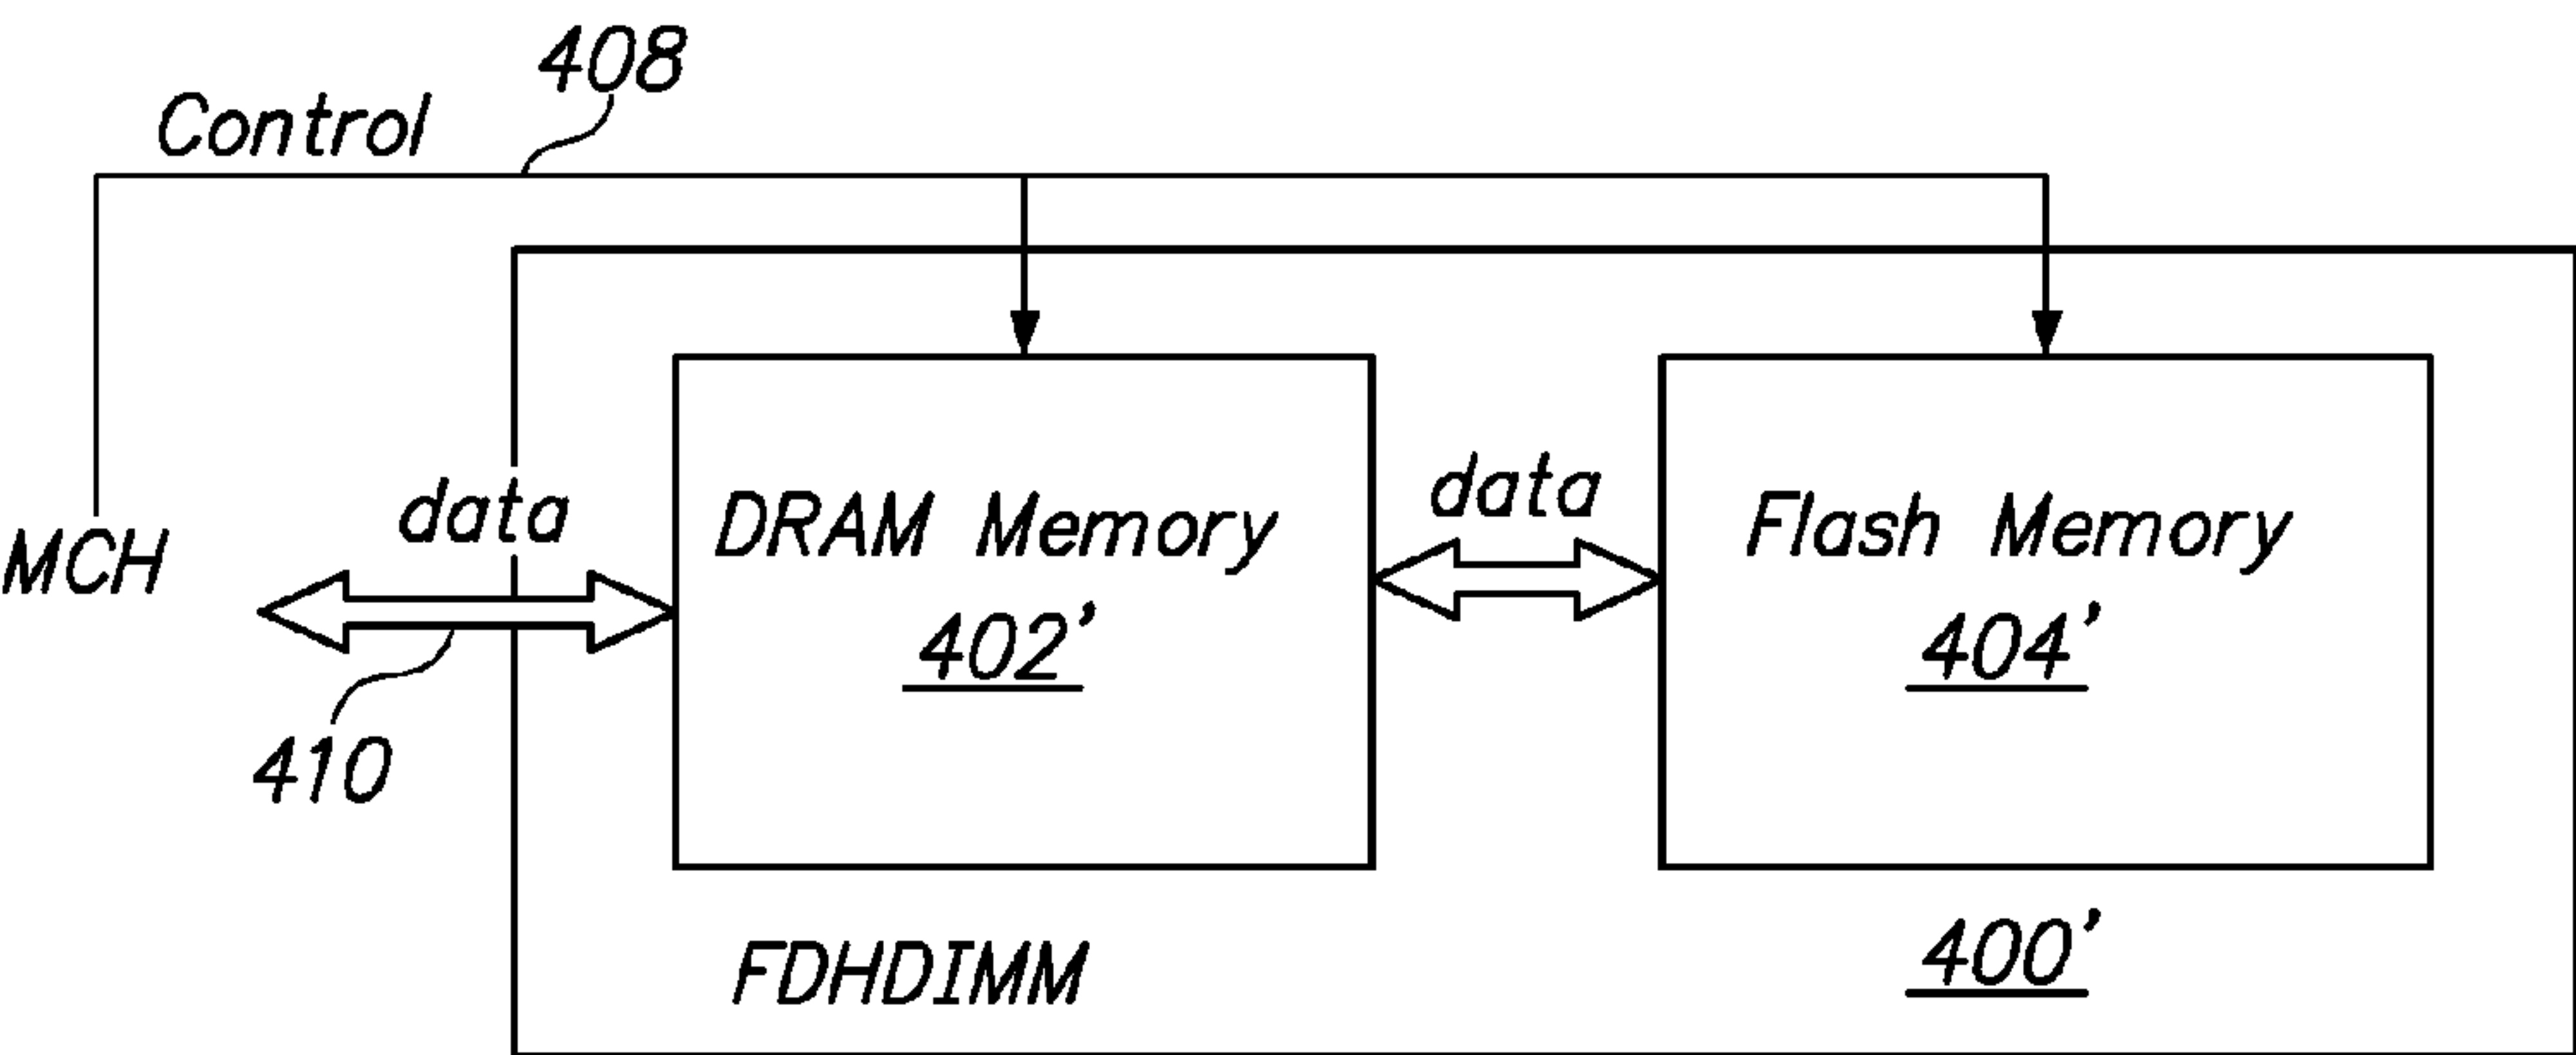 408
Control
data
MCH
DRAM Memory
402'
data
Flash Memory
404'
410
FDHDIMM
400'